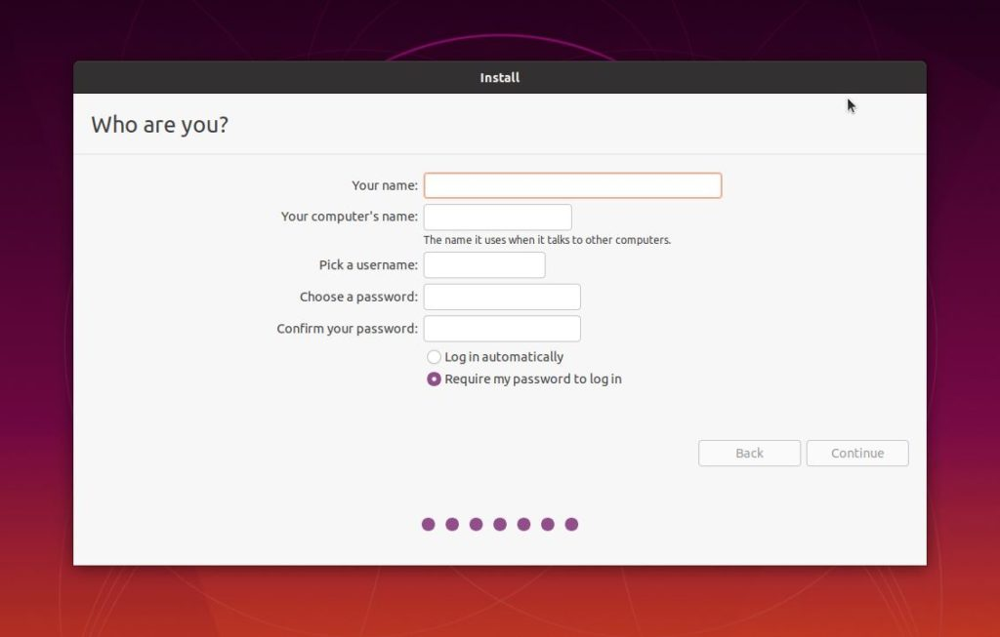 Install
Who are you?
Your name:
Your computer's name:
The name it uses when it talks to other computers.
Pick a username:
Choose a password:
Confirm your password:
Log in automatically
Require my password to log in
Back Continue